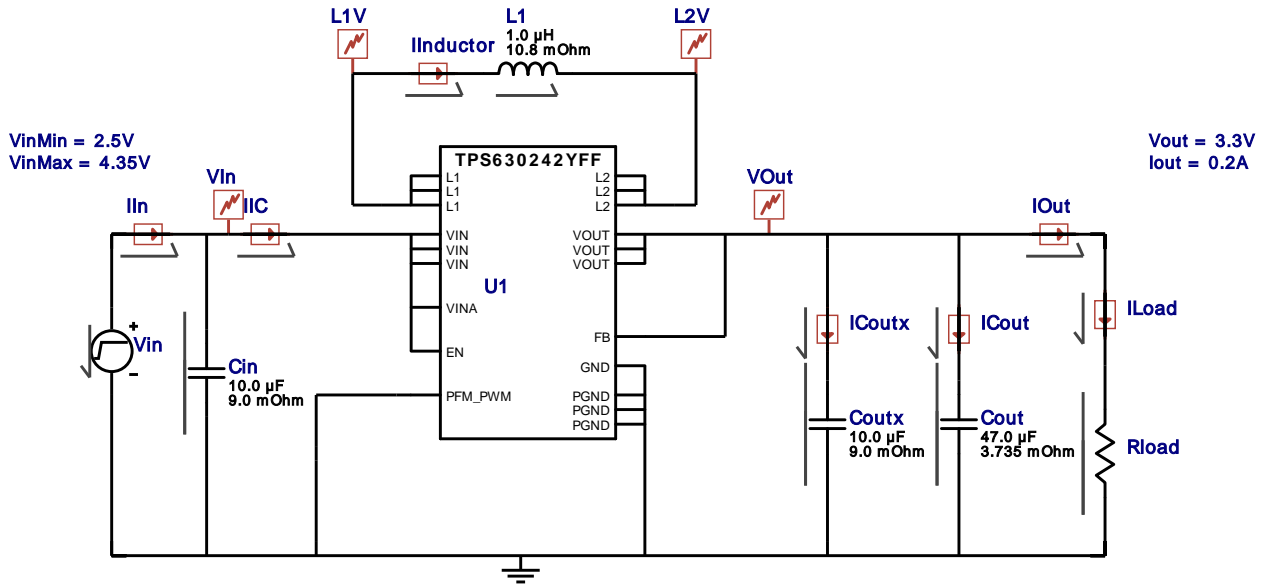 L1V
L1
L2V
1.0 µH
IInductor
10.8 mOhm
VinMin = 2.5V
VinMax = 4.35V
Vout = 3.3V
Iout = 0.2A
TPS630242YFF
L1
L1
L1
L2
L2
L2
VIn
VOut
IIn
IIC
IOut
VIN
VIN
VIN
VOUT
VOUT
VOUT
U1
VINA
FB
EN
GND
PFM_PWM
PGND
PGND
PGND
+
Vin
−
Cin
10.0 µF
9.0 mOhm
ICoutx
ICout
ILoad
Coutx
10.0 µF
9.0 mOhm
Cout
47.0 µF
3.735 mOhm
Rload